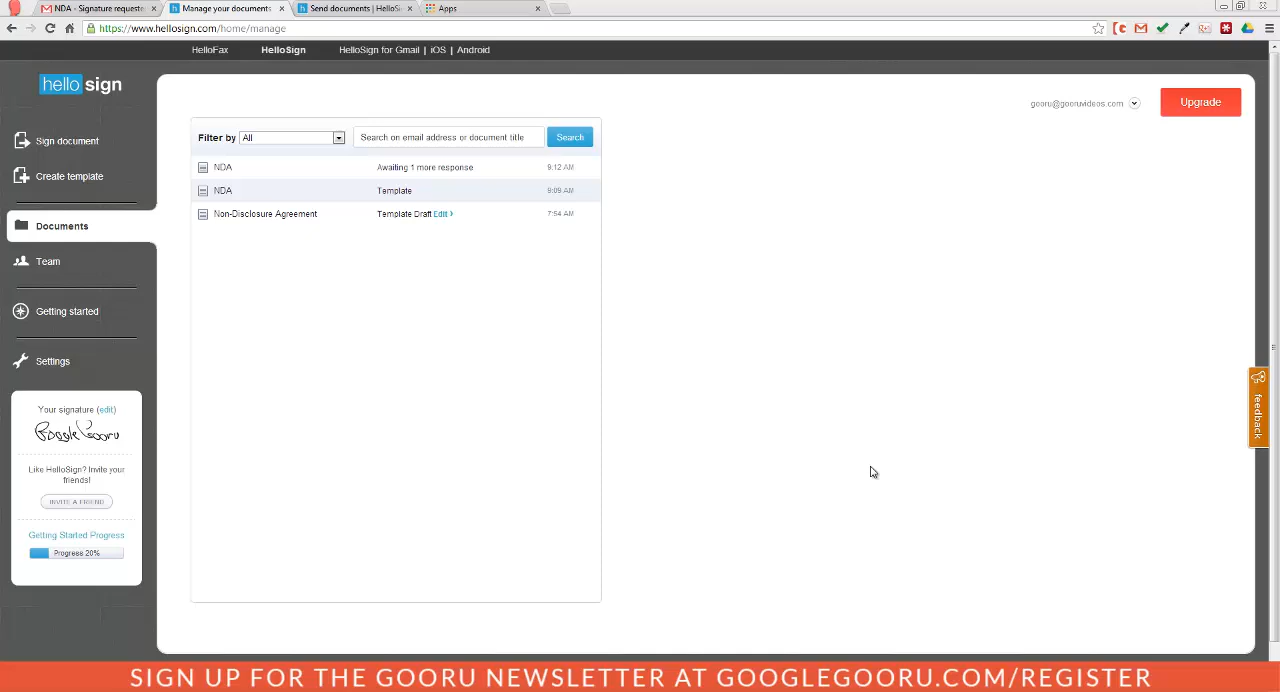 NDA - Signature requeste
Manage your documents
Send documents | HelloSi
Apps
https://www.hellosign.com/home/manage
HelloFax HelloSign HelloSign for Gmail | iOS | Android
hello sign
gooru@gooruvideos.com
Upgrade
Sign document
Create template
Documents
Team
Getting started
Settings
Filter by All Search on email address or document title Search
NDA Awaiting 1 more response 9:12 AM
NDA Template 9:09 AM
Non-Disclosure Agreement Template Draft Edit › 7:54 AM
Your signature (edit)
GoogleGooru
Like HelloSign? Invite your
friends!
INVITE A FRIEND
Getting Started Progress
Progress 20%
feedback
SIGN UP FOR THE GOORU NEWSLETTER AT GOOGLEGOORU.COM/REGISTER